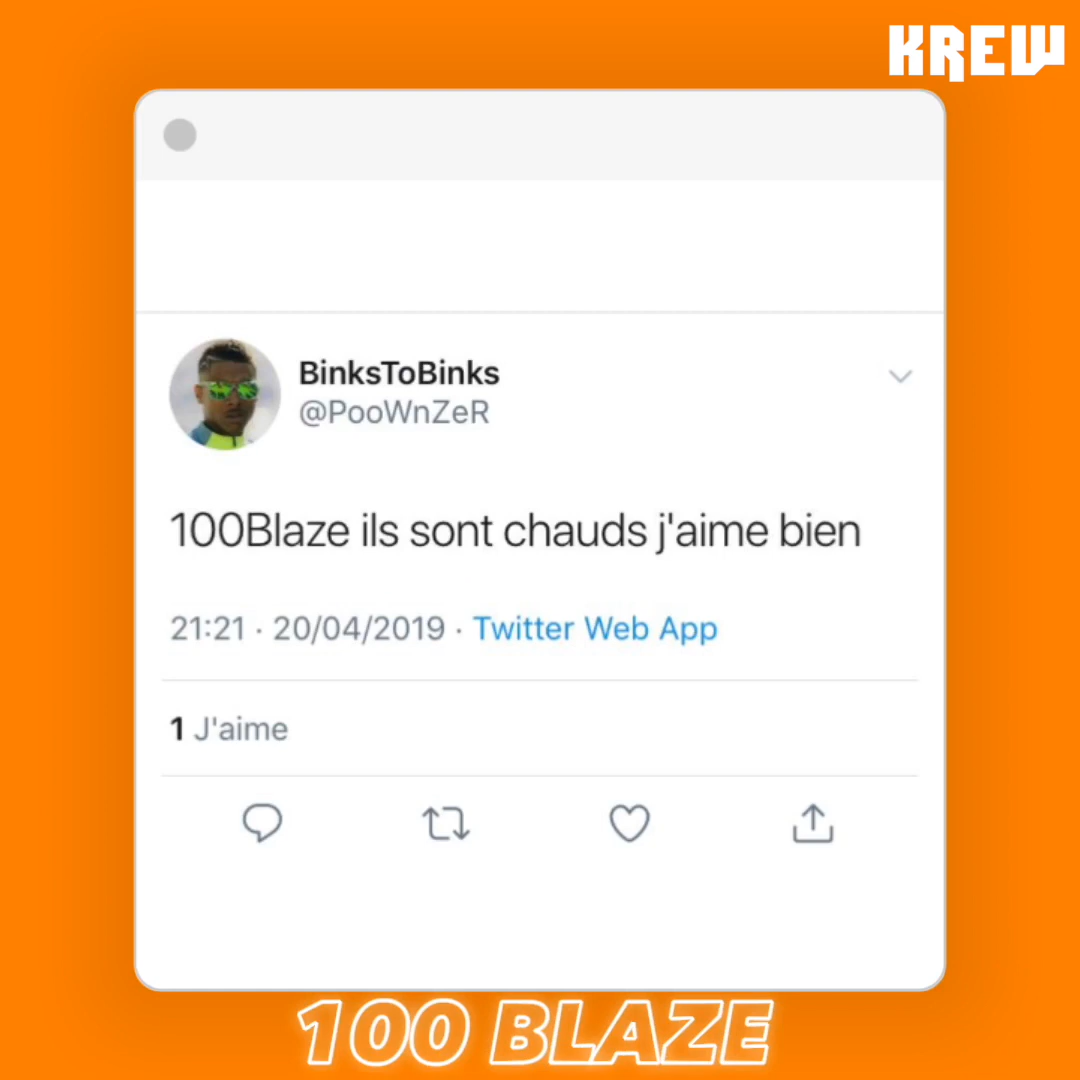 KREW
BinksToBinks
@PooWnZeR
100Blaze ils sont chauds j'aime bien
21:21 · 20/04/2019 · Twitter Web App
1 J'aime
100 BLAZE